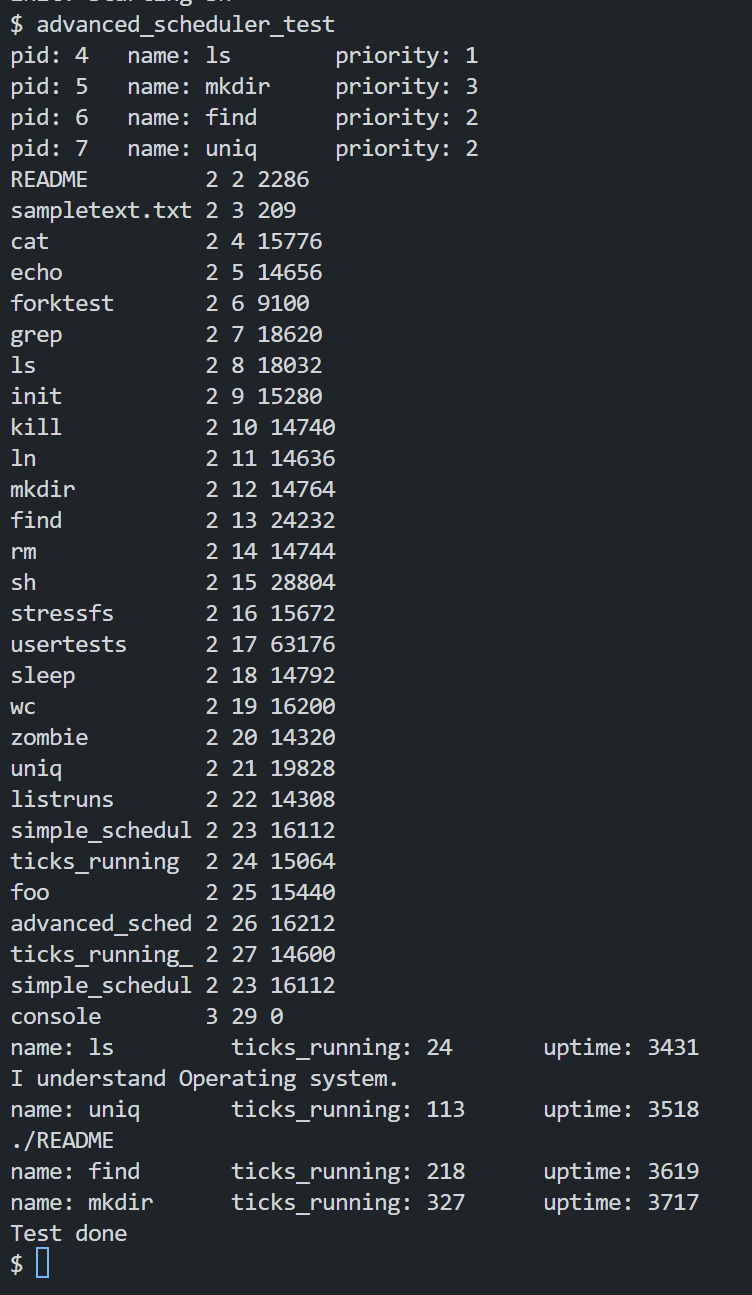 $ advanced_scheduler_test
pid: 4   name: ls        priority: 1
pid: 5   name: mkdir     priority: 3
pid: 6   name: find      priority: 2
pid: 7   name: uniq      priority: 2
README         2 2 2286
sampletext.txt 2 3 209
cat            2 4 15776
echo           2 5 14656
forktest       2 6 9100
grep           2 7 18620
ls             2 8 18032
init           2 9 15280
kill           2 10 14740
ln             2 11 14636
mkdir          2 12 14764
find           2 13 24232
rm             2 14 14744
sh             2 15 28804
stressfs       2 16 15672
usertests      2 17 63176
sleep          2 18 14792
wc             2 19 16200
zombie         2 20 14320
uniq           2 21 19828
listruns       2 22 14308
simple_schedul 2 23 16112
ticks_running  2 24 15064
foo            2 25 15440
advanced_sched 2 26 16212
ticks_running_ 2 27 14600
simple_schedul 2 23 16112
console        3 29 0
name: ls         ticks_running: 24       uptime: 3431
I understand Operating system.
name: uniq       ticks_running: 113      uptime: 3518
./README
name: find       ticks_running: 218      uptime: 3619
name: mkdir      ticks_running: 327      uptime: 3717
Test done
$